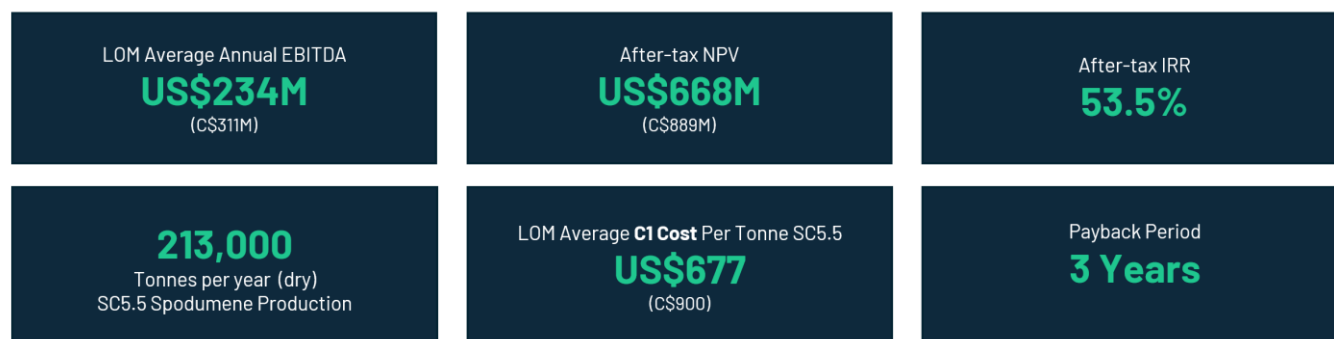 LOM Average Annual EBITDA
US$234M
(C$311M)
After-tax NPV
US$668M
(C$889M)
After-tax IRR
53.5%
213,000
Tonnes per year (dry)
SC5.5 Spodumene Production
LOM Average C1 Cost Per Tonne SC5.5
US$677
(C$900)
Payback Period
3 Years